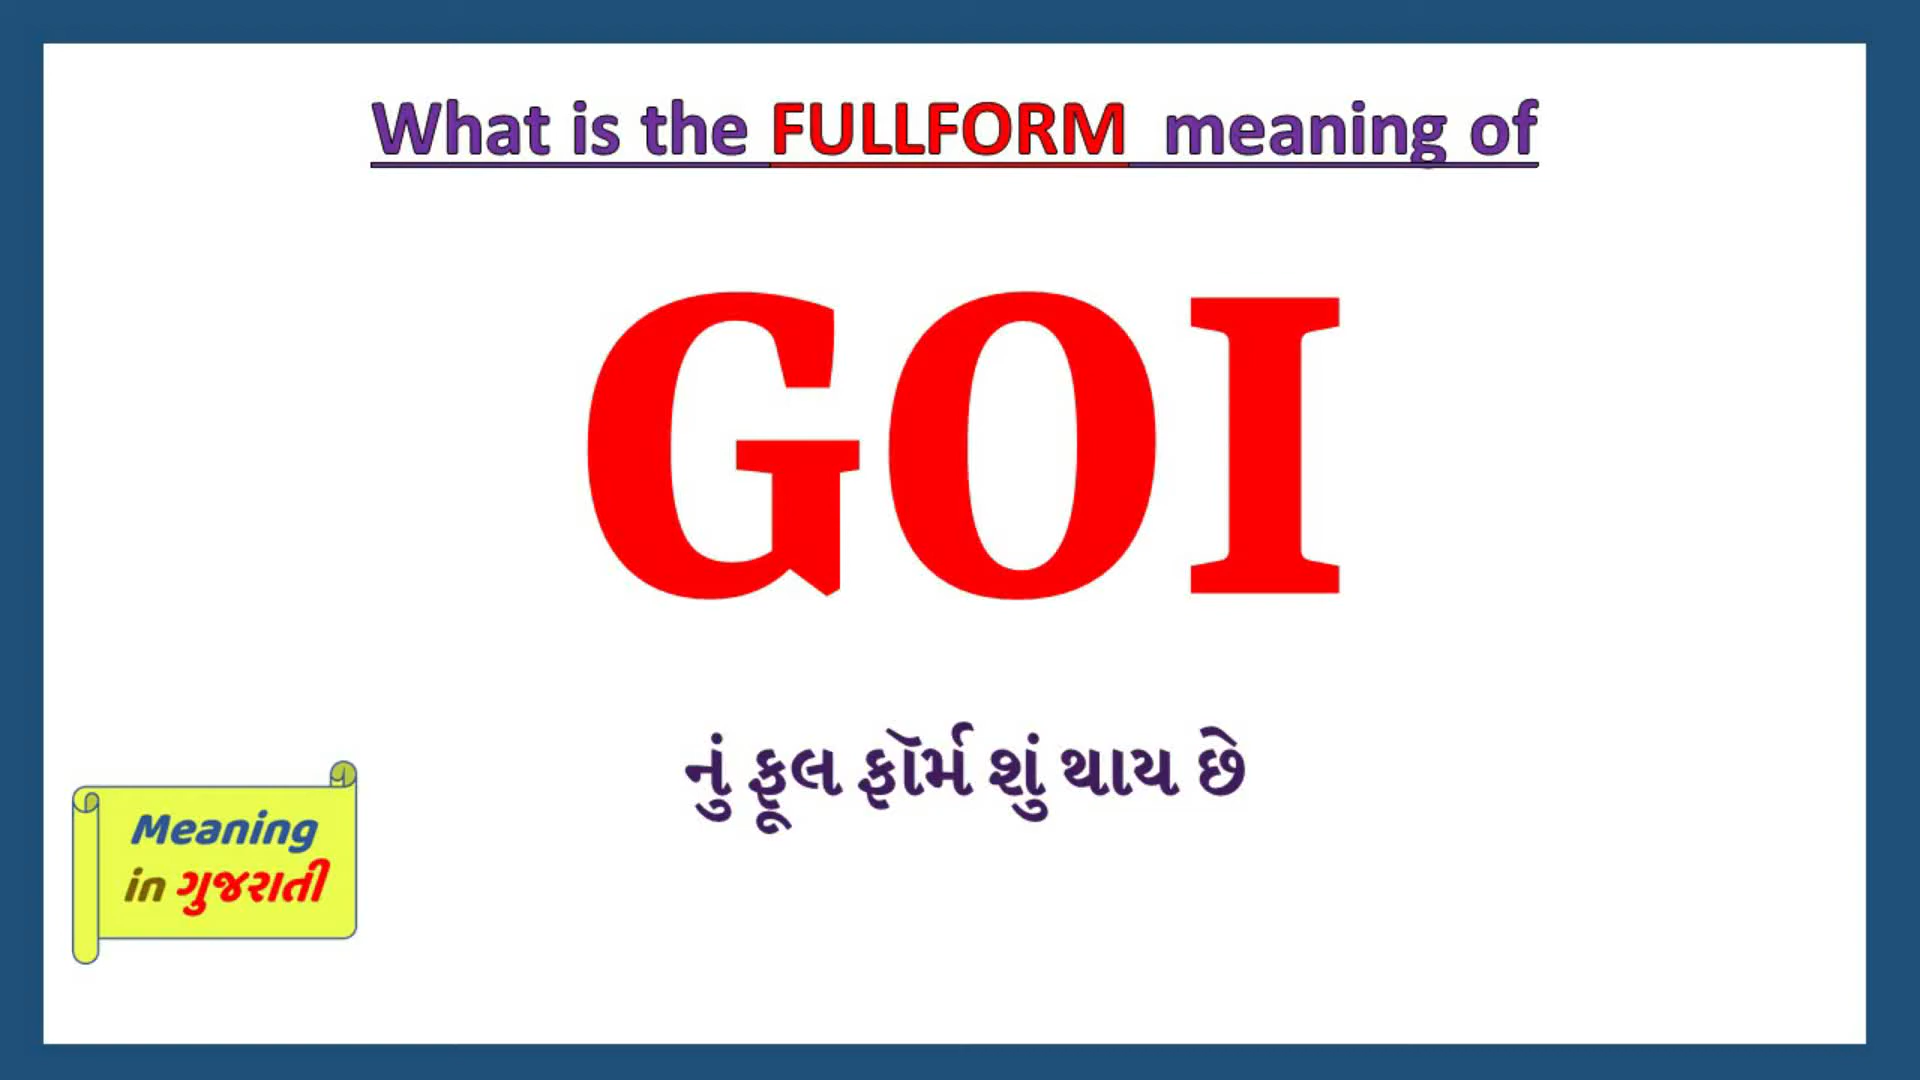 What is the FULLFORM meaning of
GOI
નું ફૂલ ફૉર્મ શું થાય છે
Meaning
in ગુજરાતી